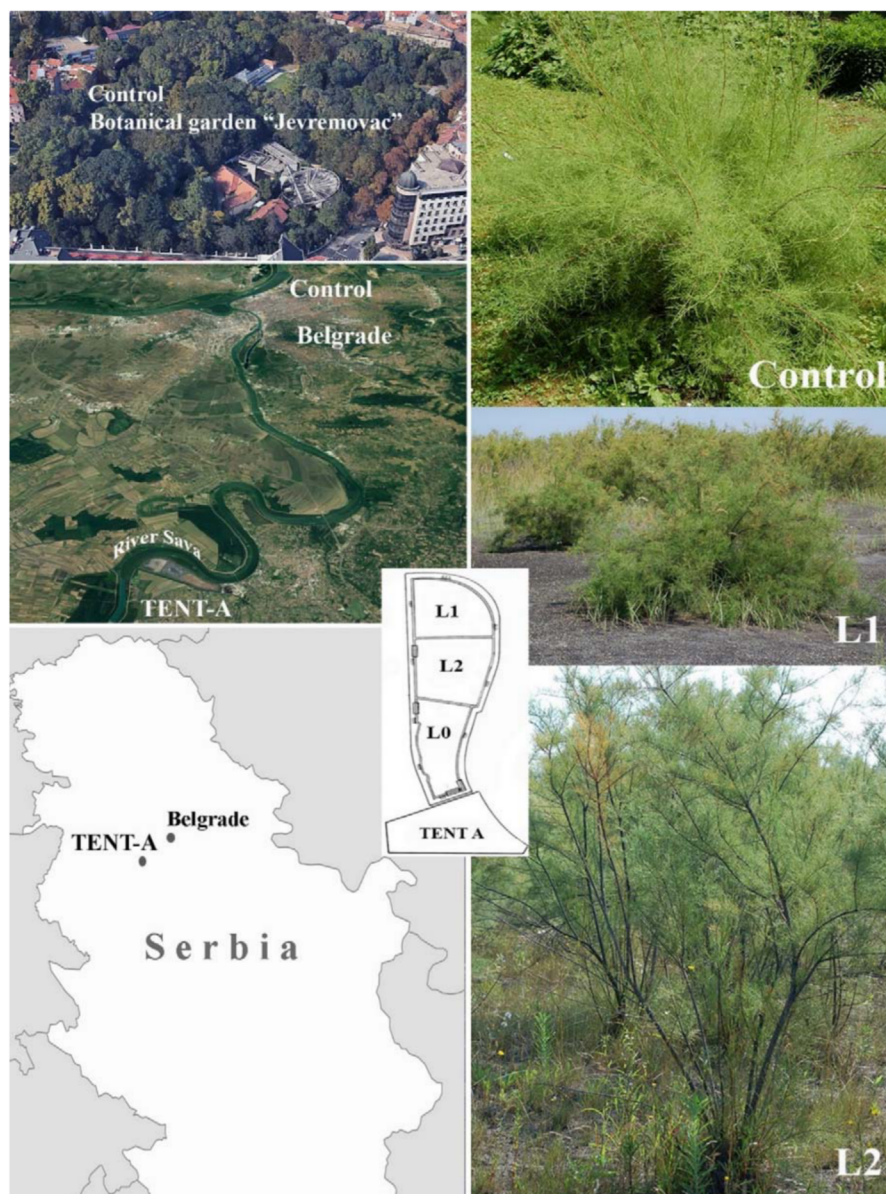 Control
Botanical garden “Jevremovac”
Control
Belgrade
River Sava
TENT-A
Belgrade
TENT-A
Serbia
L1
L2
L0
TENT A
Control
L1
L2